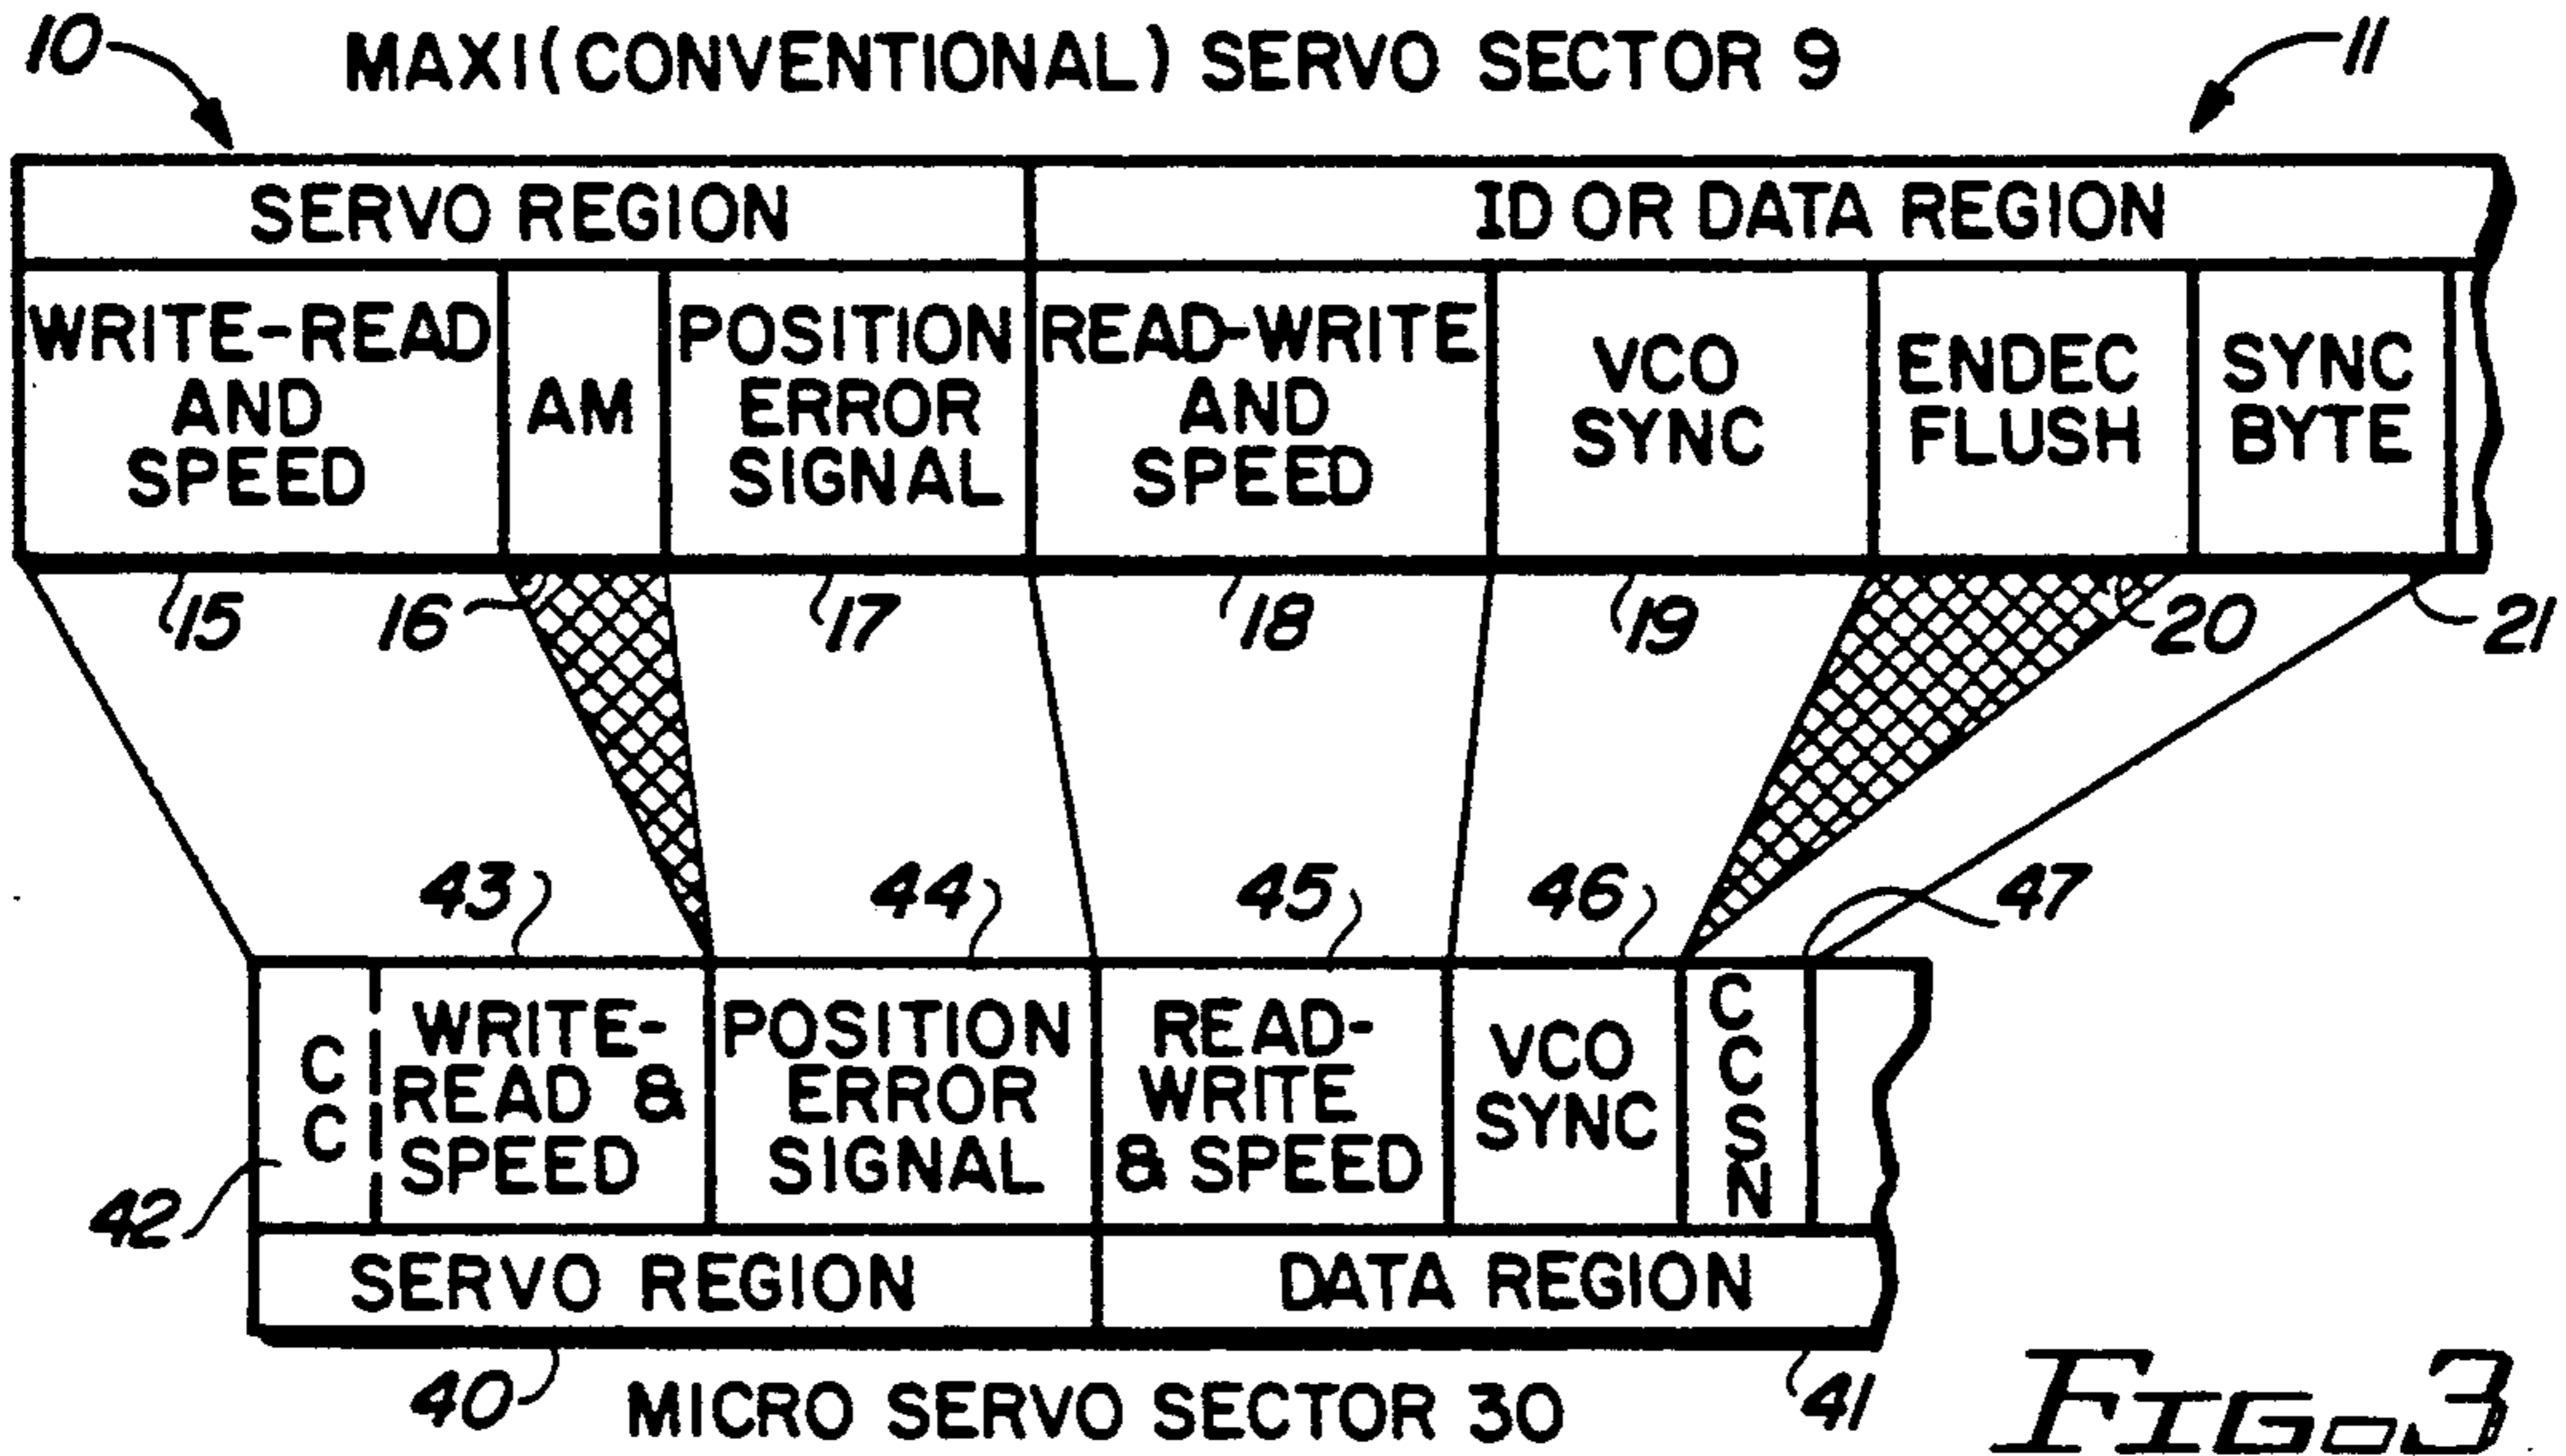 10 MAXI(CONVENTIONAL) SERVO SECTOR 9 11
SERVO REGION ID OR DATA REGION
WRITE-READ AND SPEED
AM
POSITION ERROR SIGNAL
READ-WRITE AND SPEED
VCO SYNC
ENDEC FLUSH
SYNC BYTE
15 16 17 18 19 20 21
43 44 45 46 47
CC
WRITE-
READ &
SPEED
POSITION
ERROR
SIGNAL
READ-
WRITE
& SPEED
VCO
SYNC
CCSN
42
SERVO REGION DATA REGION
40 MICRO SERVO SECTOR 30 41
FIG. 3